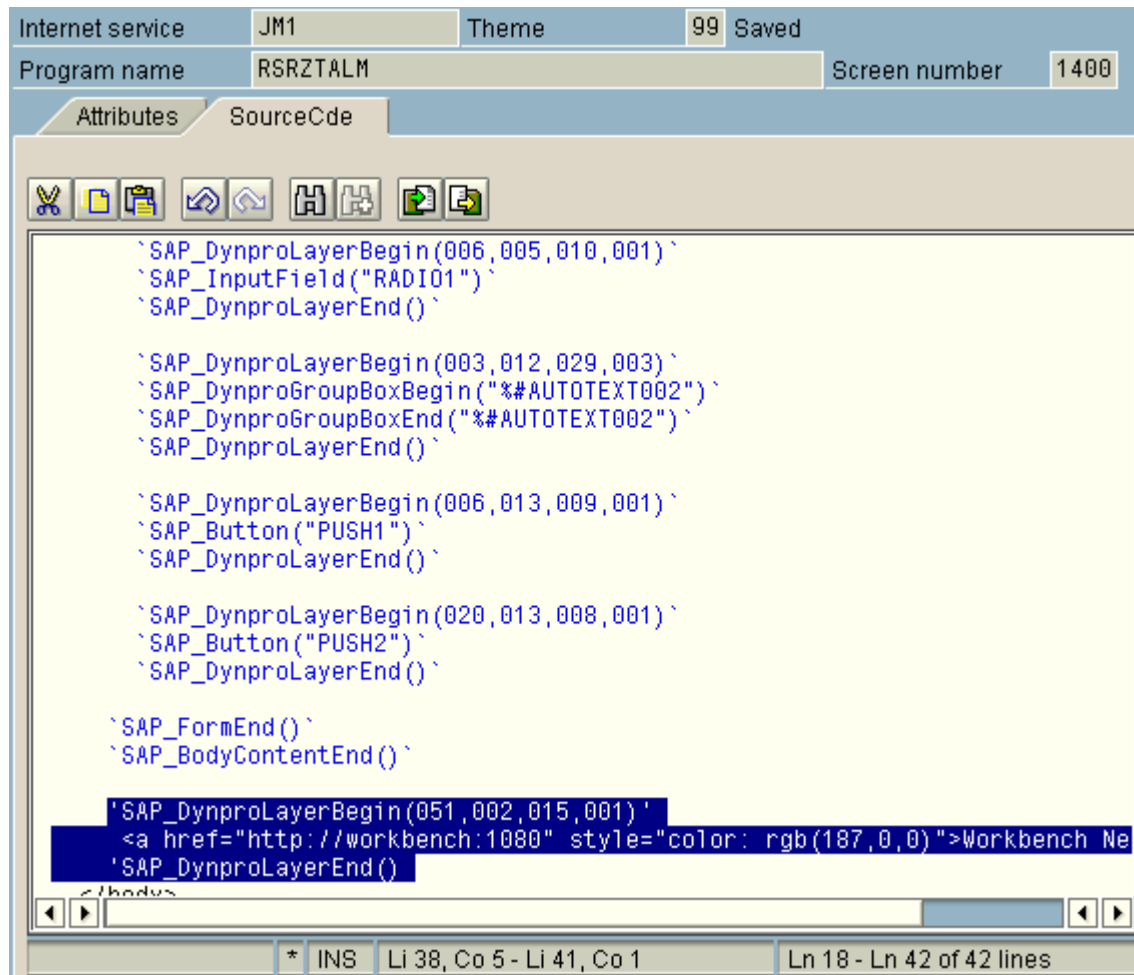 Internet service JM1 Theme 99 Saved
Program name RSRZTALM Screen number 1400
Attributes SourceCde
`SAP_DynproLayerBegin(006,005,010,001)`
`SAP_InputField("RADIO1")`
`SAP_DynproLayerEnd()`
`SAP_DynproLayerBegin(003,012,029,003)`
`SAP_DynproGroupBoxBegin("%#AUTOTEXT002")`
`SAP_DynproGroupBoxEnd("%#AUTOTEXT002")`
`SAP_DynproLayerEnd()`
`SAP_DynproLayerBegin(006,013,009,001)`
`SAP_Button("PUSH1")`
`SAP_DynproLayerEnd()`
`SAP_DynproLayerBegin(020,013,008,001)`
`SAP_Button("PUSH2")`
`SAP_DynproLayerEnd()`
`SAP_FormEnd()`
`SAP_BodyContentEnd()`
'SAP_DynproLayerBegin(051,002,015,001)'
<a href="http://workbench:1080" style="color: rgb(187,0,0)">Workbench Ne
'SAP_DynproLayerEnd()
</body>
* INS Li 38, Co 5 - Li 41, Co 1 Ln 18 - Ln 42 of 42 lines